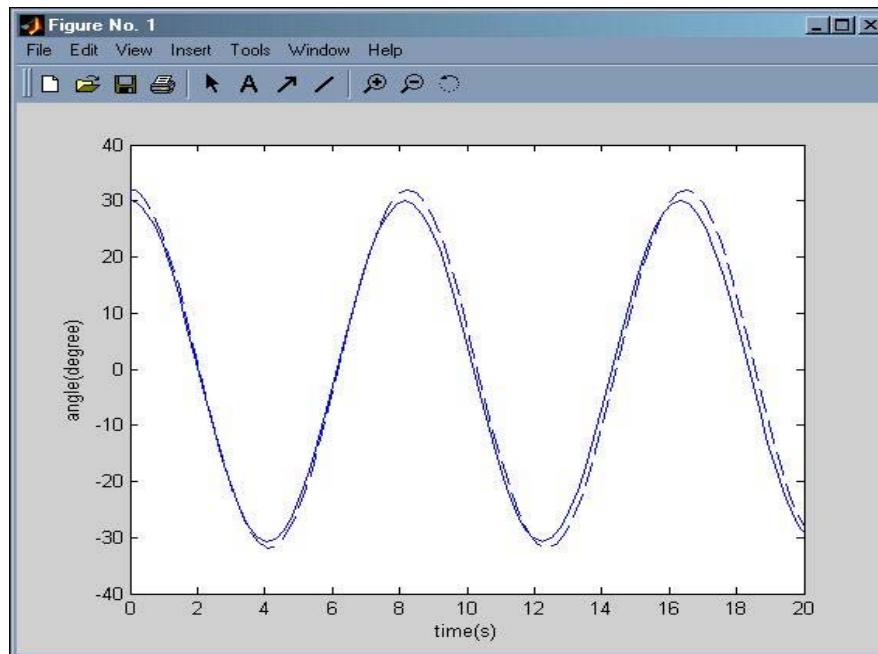 Figure No. 1
File Edit View Insert Tools Window Help
A
40
30
20
10
0
-10
-20
-30
-40
angle(degree)
0 2 4 6 8 10 12 14 16 18 20
time(s)